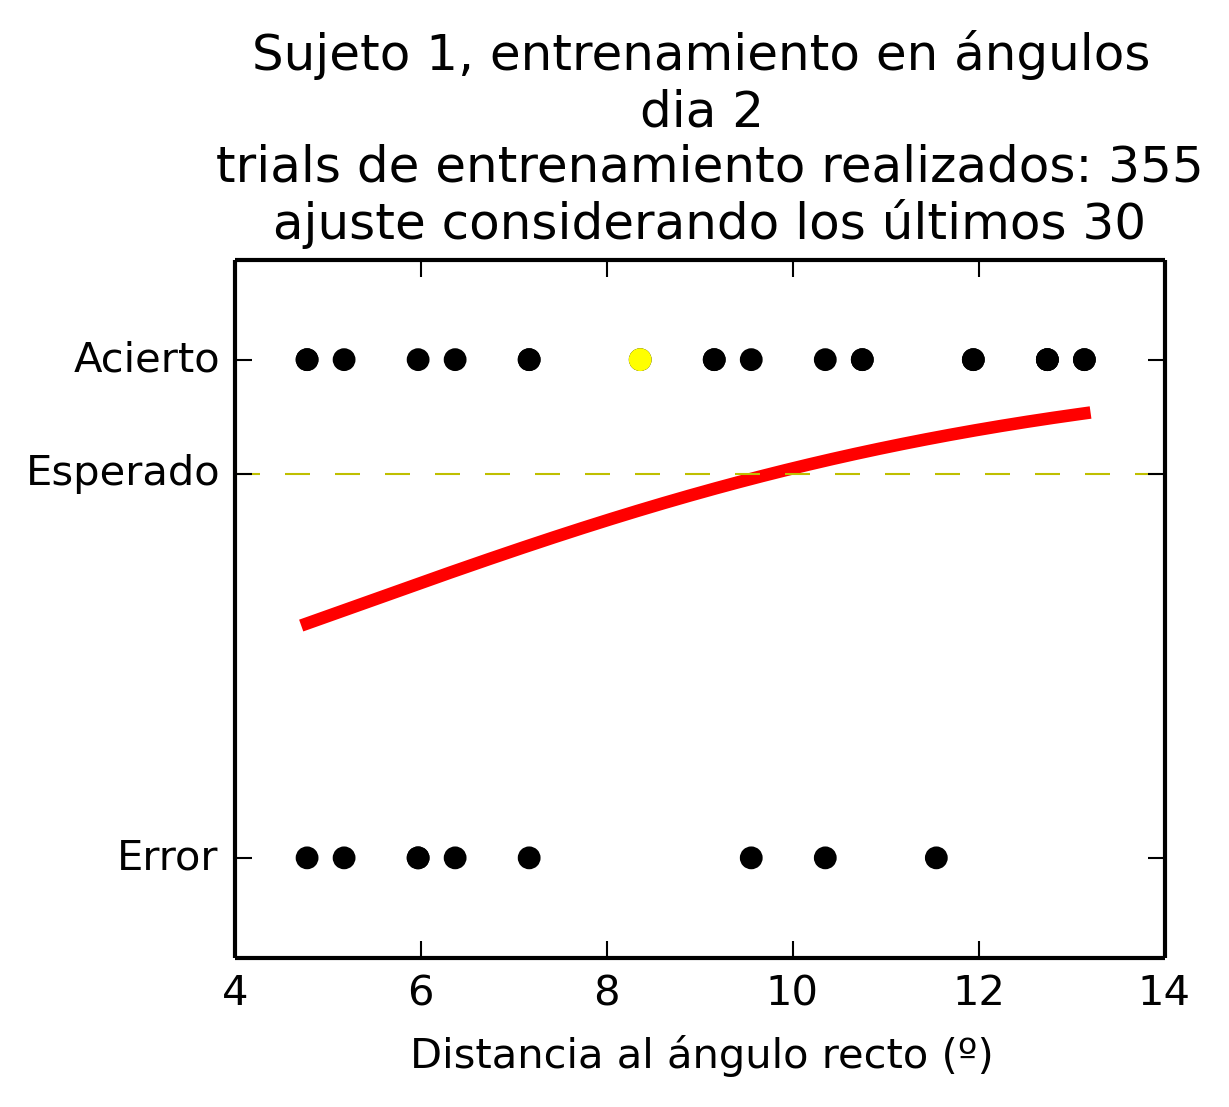 Sujeto 1, entrenamiento en ángulos
dia 2
trials de entrenamiento realizados: 355
ajuste considerando los últimos 30
Acierto
Esperado
Error
4 6 8 10 12 14
Distancia al ángulo recto (º)